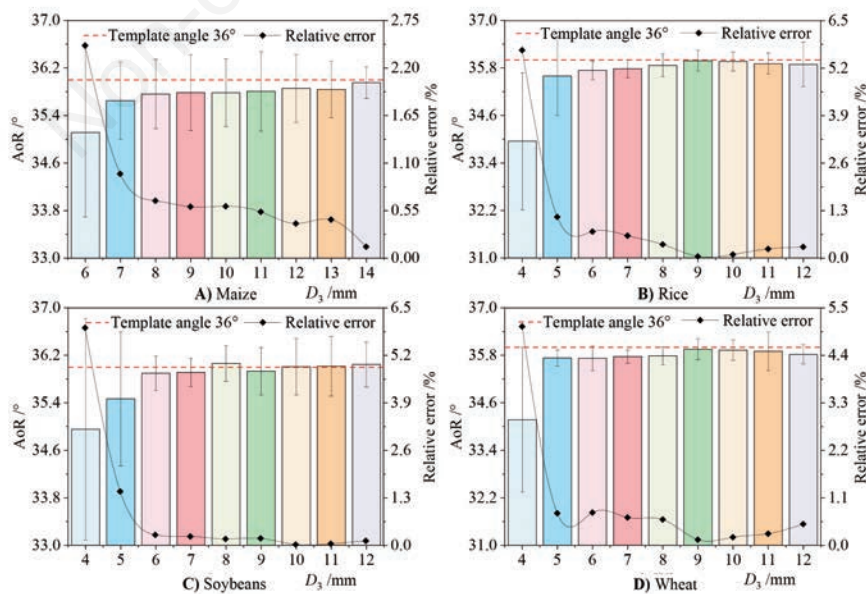 37.0
36.2
35.4
34.6
33.8
33.0
AoR /°
Template angle 36°
Relative error
2.75
2.20
1.65
1.10
0.55
0.00
Relative error /%
6 7 8 9 10 11 12 13 14
A) Maize
D₃ /mm
37.0
35.8
34.6
33.4
32.2
31.0
AoR /°
Template angle 36°
Relative error
6.5
5.2
3.9
2.6
1.3
0.0
Relative error /%
4 5 6 7 8 9 10 11 12
B) Rice
D₃ /mm
37.0
36.2
35.4
34.6
33.8
33.0
AoR /°
Template angle 36°
Relative error
6.5
5.2
3.9
2.6
1.3
0.0
Relative error /%
4 5 6 7 8 9 10 11 12
C) Soybeans
D₃ /mm
37.0
35.8
34.6
33.4
32.2
31.0
AoR /°
Template angle 36°
Relative error
5.5
4.4
3.3
2.2
1.1
0.0
Relative error /%
4 5 6 7 8 9 10 11 12
D) Wheat
D₃ /mm